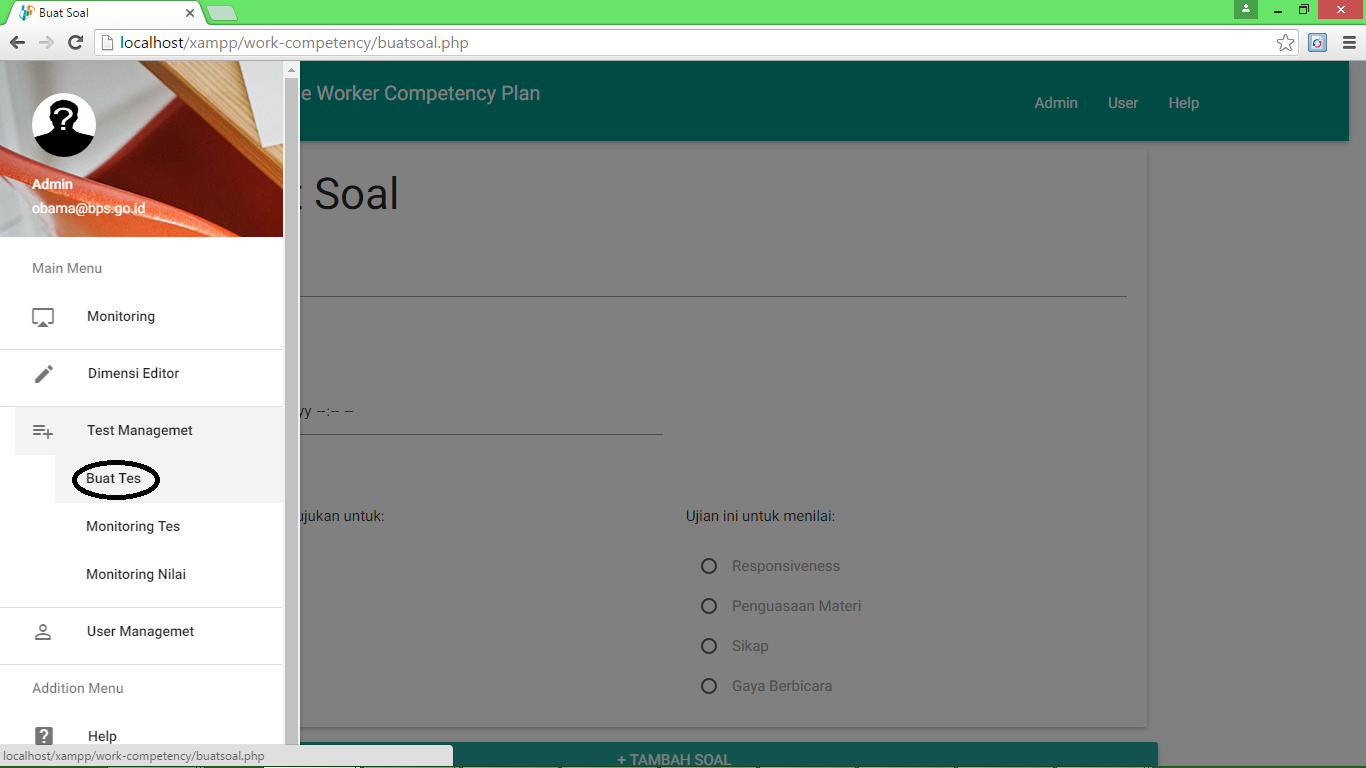 Buat Soal
localhost/xampp/work-competency/buatsoal.php
e Worker Competency Plan
Admin User Help
?
Admin
obama@bps.go.id
Soal
Main Menu
Monitoring
Dimensi Editor
yy --:-- --
Test Managemet
Buat Tes
ujukan untuk:
Ujian ini untuk menilai:
Monitoring Tes
Responsiveness
Monitoring Nilai
Penguasaan Materi
User Managemet
Sikap
Addition Menu
Gaya Berbicara
? Help
localhost/xampp/work-competency/buatsoal.php
+ TAMBAH SOAL